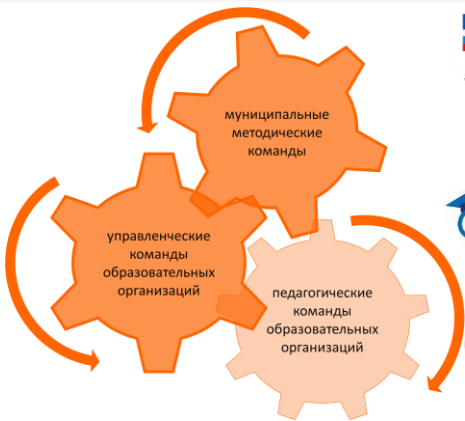 муниципальные
методические
команды
управленческие
команды
образовательных
организаций
педагогические
команды
образовательных
организаций